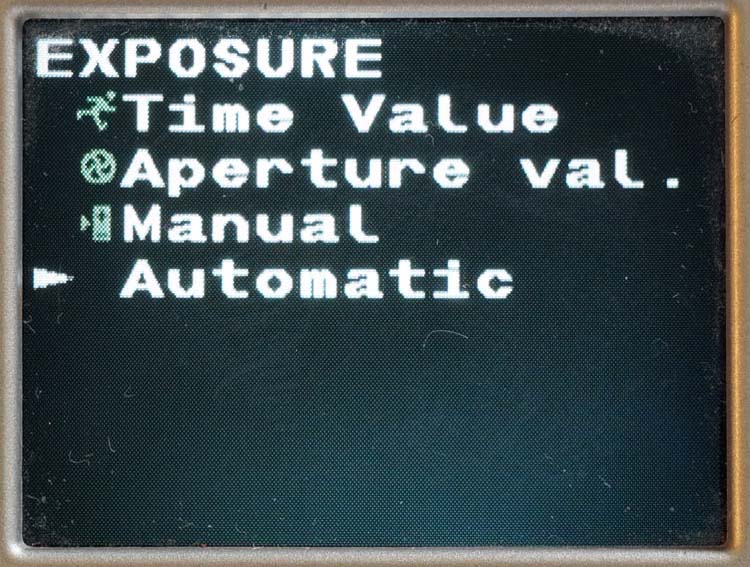 EXPOSURE
Time Value
Aperture val.
Manual
Automatic